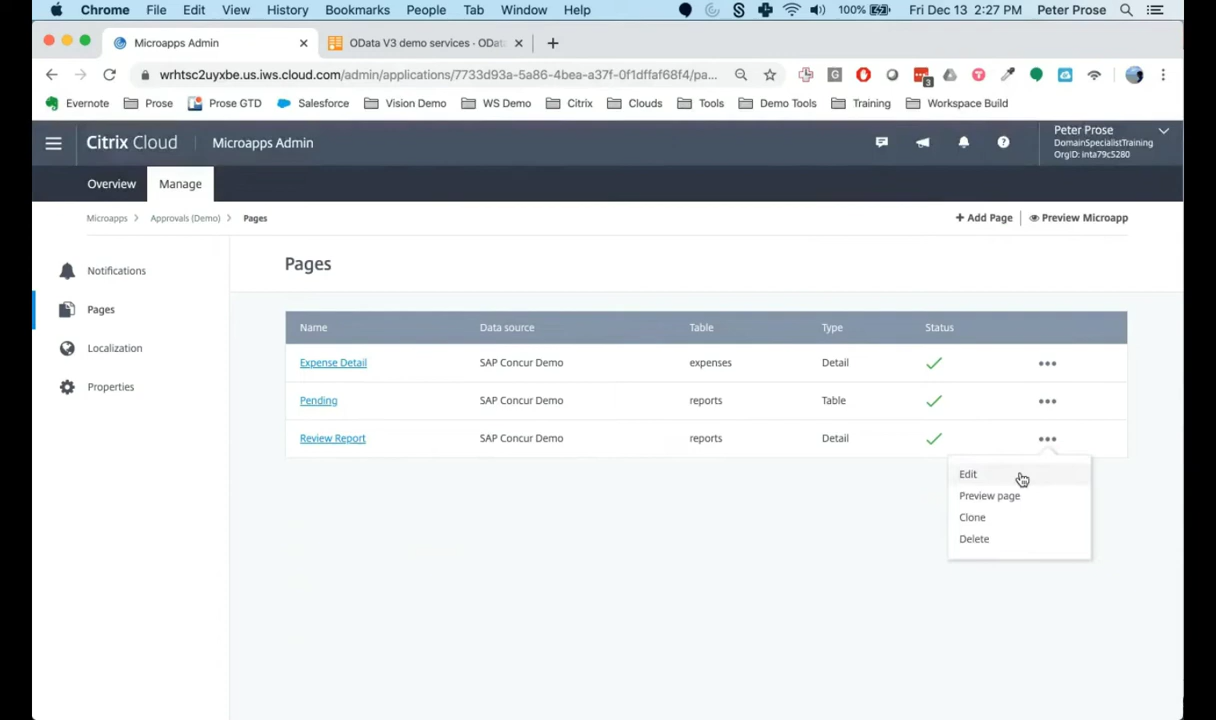 Chrome File Edit View History Bookmarks People Tab Window Help 100% Fri Dec 13 2:27 PM Peter Prose
Microapps Admin OData V3 demo services - OData
wrhtsc2uyxbe.us.iws.cloud.com/admin/applications/7733d93a-5a86-4bea-a37f-0f1dffaf68f4/pa...
Evernote Prose Prose GTD Salesforce Vision Demo WS Demo Citrix Clouds Tools Demo Tools Training Workspace Build
Citrix Cloud Microapps Admin
Peter Prose
DomainSpecialistTraining
OrgID: inta79c5280
Overview Manage
Microapps > Approvals (Demo) > Pages + Add Page Preview Microapp
Notifications
Pages
Localization
Properties
Pages
Name Data source Table Type Status
Expense Detail SAP Concur Demo expenses Detail
Pending SAP Concur Demo reports Table
Review Report SAP Concur Demo reports Detail
Edit
Preview page
Clone
Delete